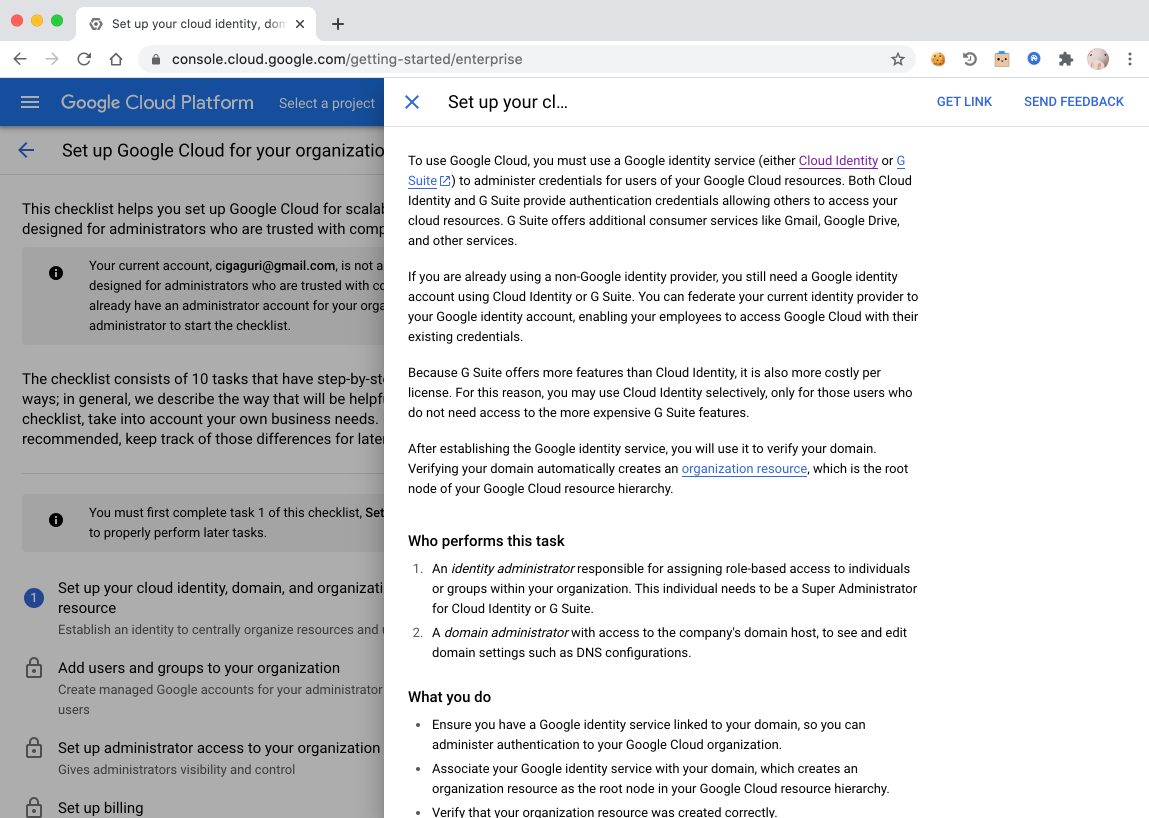 Set up your cloud identity, dom
console.cloud.google.com/getting-started/enterprise
Google Cloud Platform
Select a project
Set up your cl...
GET LINK
SEND FEEDBACK
Set up Google Cloud for your organizatio
This checklist helps you set up Google Cloud for scalab
designed for administrators who are trusted with comp
Your current account, cigaguri@gmail.com, is not a
designed for administrators who are trusted with co
already have an administrator account for your orga
administrator to start the checklist.
The checklist consists of 10 tasks that have step-by-ste
ways; in general, we describe the way that will be helpf
checklist, take into account your own business needs.
recommended, keep track of those differences for later
You must first complete task 1 of this checklist, Set
to properly perform later tasks.
1
Set up your cloud identity, domain, and organizati
resource
Establish an identity to centrally organize resources and u
Add users and groups to your organization
Create managed Google accounts for your administrator
users
Set up administrator access to your organization
Gives administrators visibility and control
Set up billing
To use Google Cloud, you must use a Google identity service (either Cloud Identity or G
Suite) to administer credentials for users of your Google Cloud resources. Both Cloud
Identity and G Suite provide authentication credentials allowing others to access your
cloud resources. G Suite offers additional consumer services like Gmail, Google Drive,
and other services.
If you are already using a non-Google identity provider, you still need a Google identity
account using Cloud Identity or G Suite. You can federate your current identity provider to
your Google identity account, enabling your employees to access Google Cloud with their
existing credentials.
Because G Suite offers more features than Cloud Identity, it is also more costly per
license. For this reason, you may use Cloud Identity selectively, only for those users who
do not need access to the more expensive G Suite features.
After establishing the Google identity service, you will use it to verify your domain.
Verifying your domain automatically creates an organization resource, which is the root
node of your Google Cloud resource hierarchy.
Who performs this task
1. An identity administrator responsible for assigning role-based access to individuals
or groups within your organization. This individual needs to be a Super Administrator
for Cloud Identity or G Suite.
2. A domain administrator with access to the company's domain host, to see and edit
domain settings such as DNS configurations.
What you do
• Ensure you have a Google identity service linked to your domain, so you can
administer authentication to your Google Cloud organization.
• Associate your Google identity service with your domain, which creates an
organization resource as the root node in your Google Cloud resource hierarchy.
• Verify that your organization resource was created correctly.